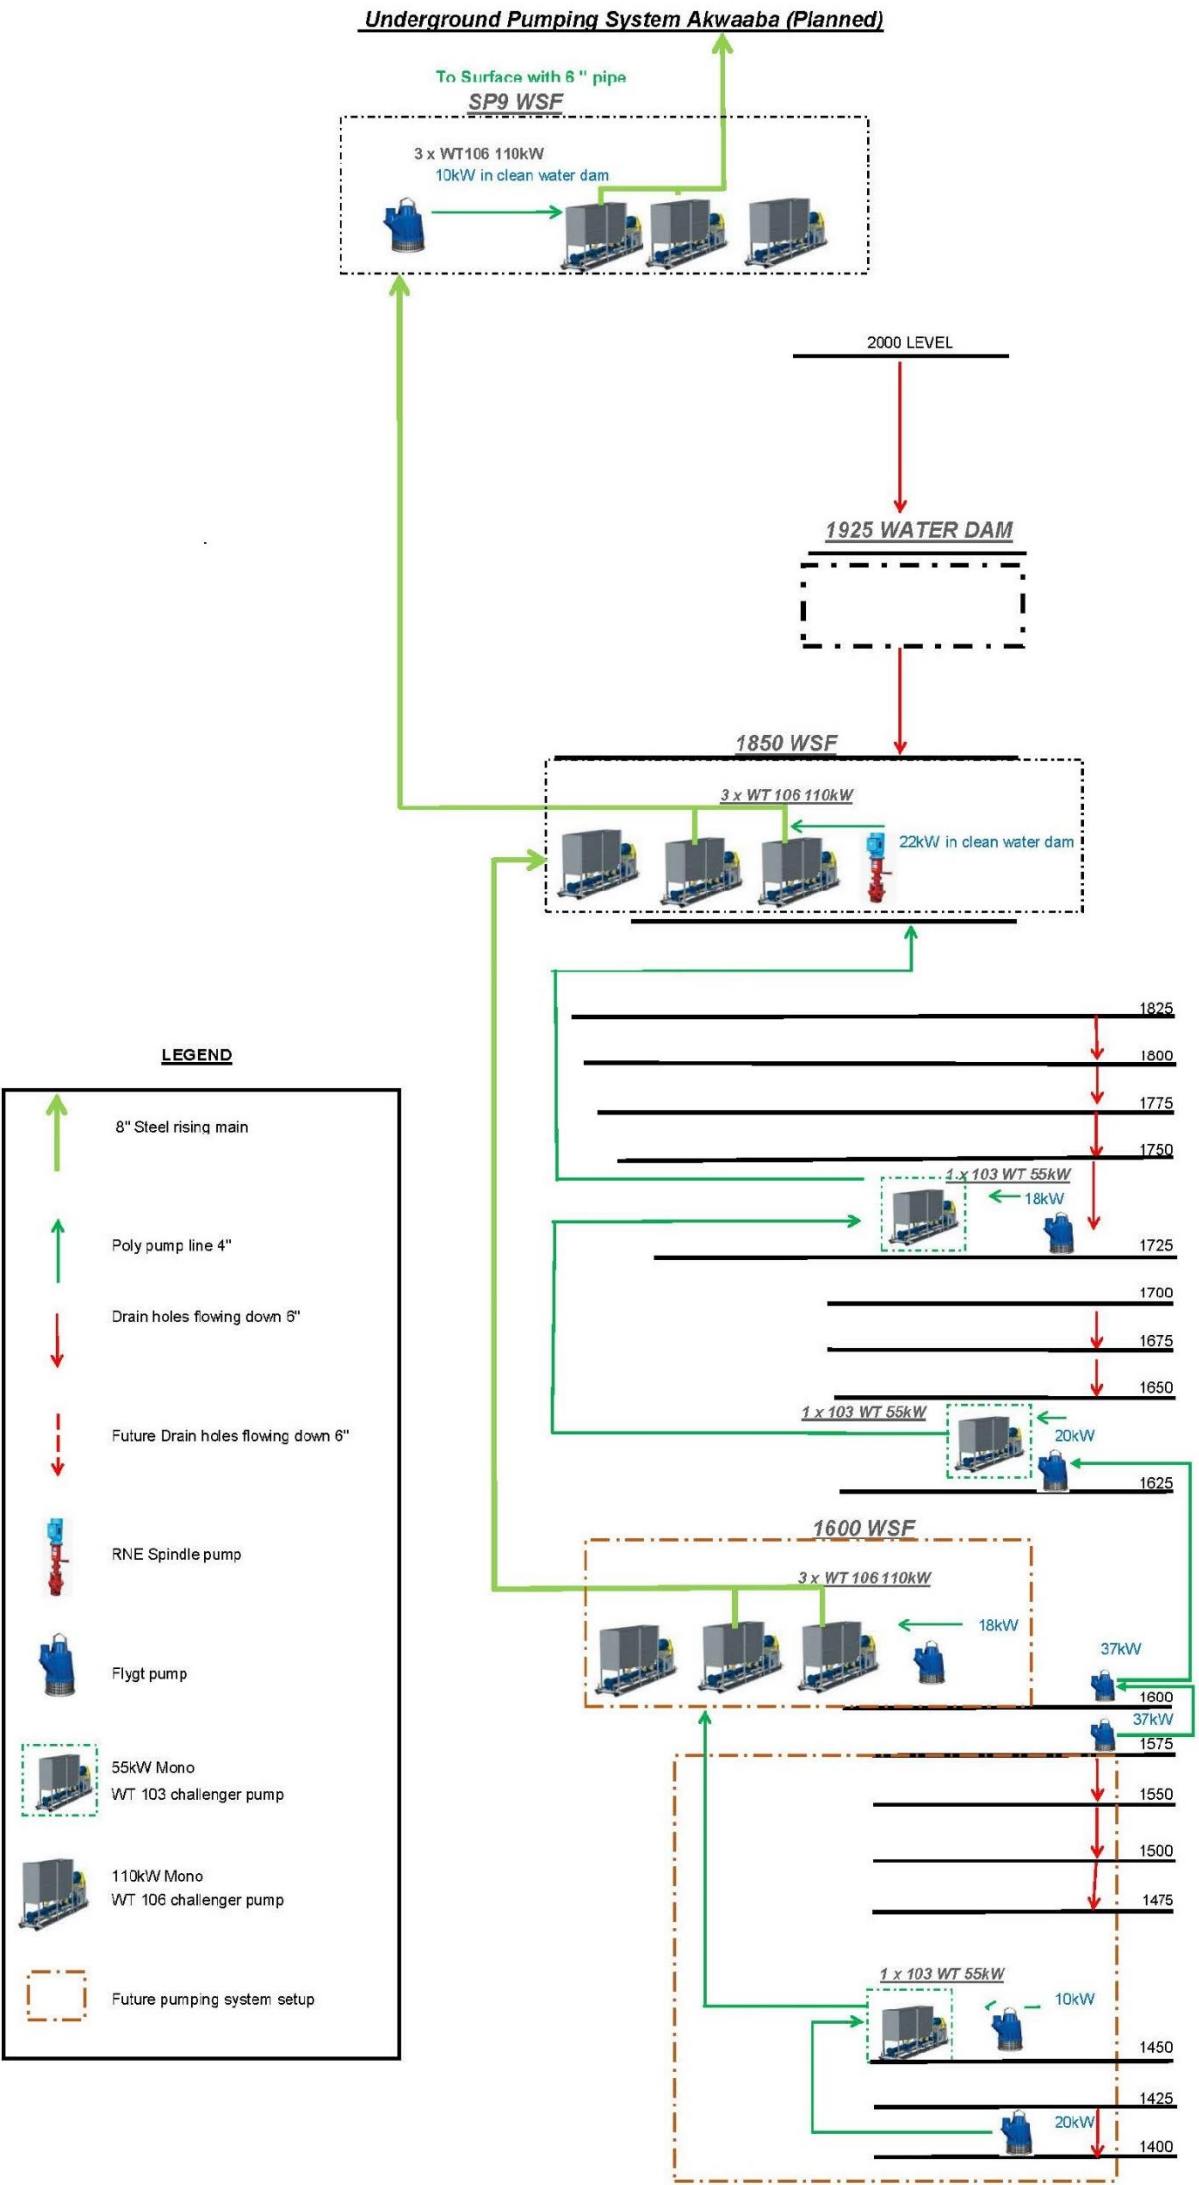 Underground Pumping System Akwaaba (Planned)
To Surface with 6 " pipe
SP9 WSF
3 x WT106 110kW
10kW in clean water dam
2000 LEVEL
1925 WATER DAM
1850 WSF
3 x WT 106 110kW
22kW in clean water dam
1825
1800
1775
1750
1 x 103 WT 55kW
18kW
1725
1700
1675
1650
1 x 103 WT 55kW
20kW
1625
1600 WSF
3 x WT 106 110kW
18kW
37kW
1600
37kW
1575
1550
1500
1475
1 x 103 WT 55kW
10kW
1450
1425
20kW
1400
LEGEND
8" Steel rising main
Poly pump line 4"
Drain holes flowing down 6"
Future Drain holes flowing down 6"
RNE Spindle pump
Flygt pump
55kW Mono
WT 103 challenger pump
110kW Mono
WT 106 challenger pump
Future pumping system setup